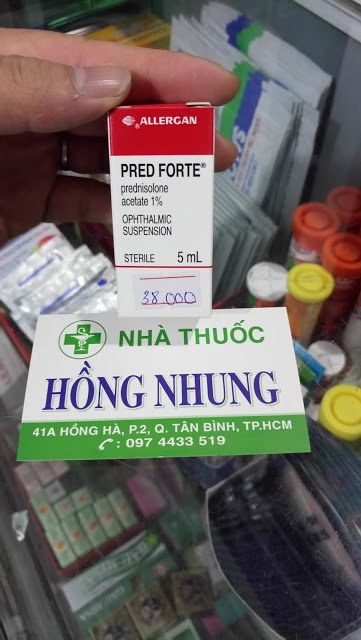 ALLERGAN
PRED FORTE®
prednisolone
acetate 1%
OPHTHALMIC
SUSPENSION
STERILE 5 mL
38.000
NHÀ THUỐC
HỒNG NHUNG
41A HỒNG HÀ, P.2, Q. TÂN BÌNH, TP.HCM
: 097 4433 519